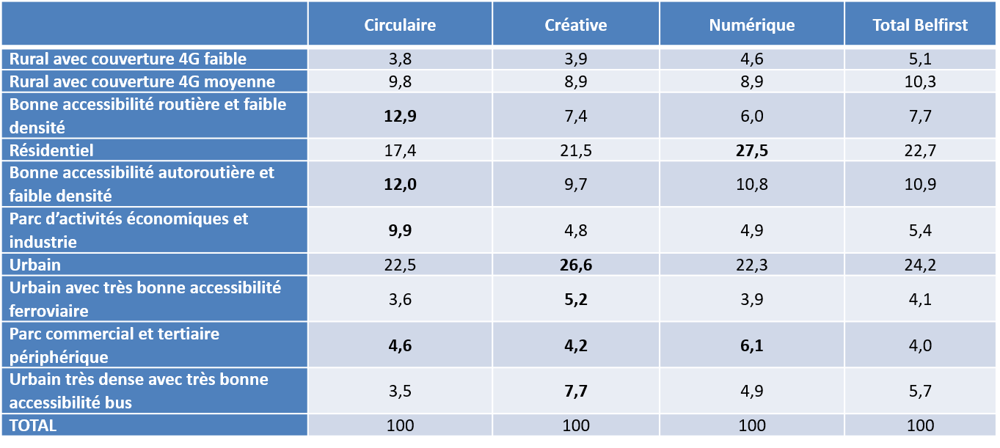 Circulaire Créative Numérique Total Belfirst
Rural avec couverture 4G faible 3,8 3,9 4,6 5,1
Rural avec couverture 4G moyenne 9,8 8,9 8,9 10,3
Bonne accessibilité routière et faible
densité 12,9 7,4 6,0 7,7
Résidentiel 17,4 21,5 27,5 22,7
Bonne accessibilité autoroutière et
faible densité 12,0 9,7 10,8 10,9
Parc d’activités économiques et
industrie 9,9 4,8 4,9 5,4
Urbain 22,5 26,6 22,3 24,2
Urbain avec très bonne accessibilité
ferroviaire 3,6 5,2 3,9 4,1
Parc commercial et tertiaire
périphérique 4,6 4,2 6,1 4,0
Urbain très dense avec très bonne
accessibilité bus 3,5 7,7 4,9 5,7
TOTAL 100 100 100 100